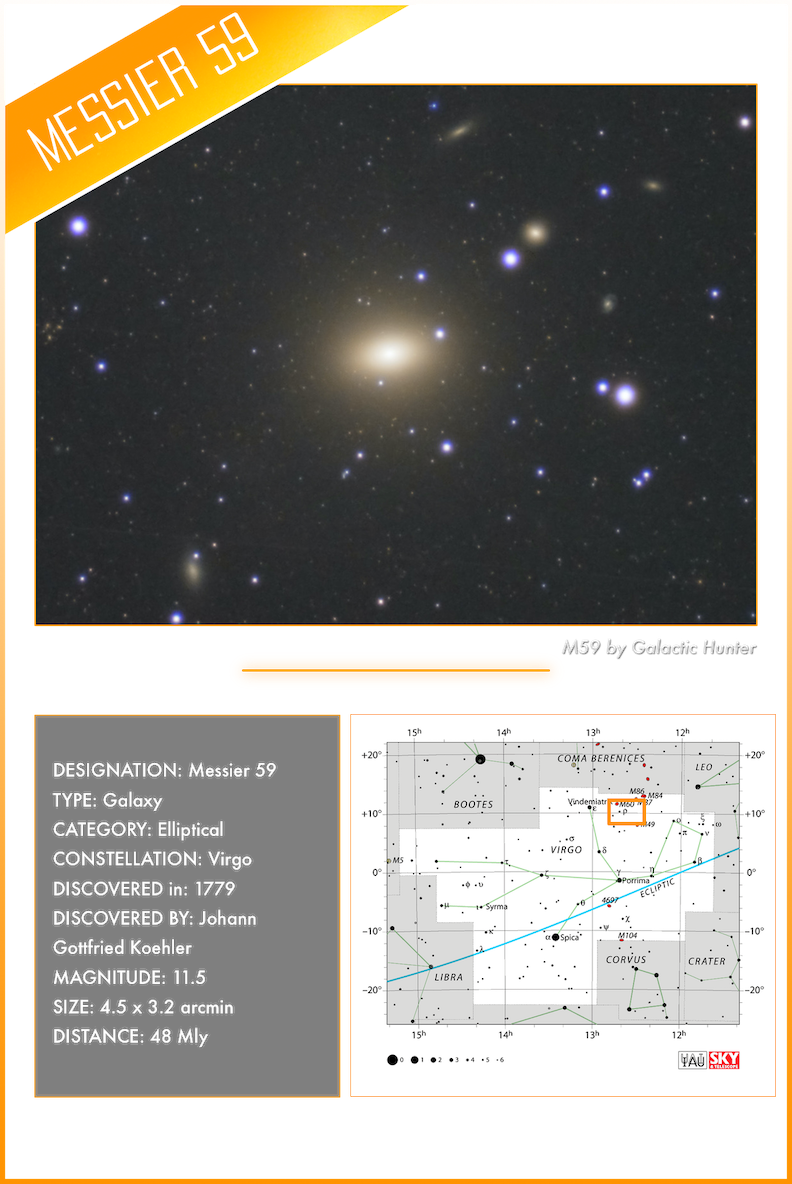 MESSIER 59
M59 by Galactic Hunter
DESIGNATION: Messier 59
TYPE: Galaxy
CATEGORY: Elliptical
CONSTELLATION: Virgo
DISCOVERED in: 1779
DISCOVERED BY: Johann
Gottfried Koehler
MAGNITUDE: 11.5
SIZE: 4.5 x 3.2 arcmin
DISTANCE: 48 Mly
15h 14h 13h 12h
+20° COMA BERENICES LEO +20°
M86 M84
BOOTES Vindemiatrix M60 M87
+10° ε ρ +10°
M49 ο ξ ν ω
π
σ
VIRGO δ
M5 τ γ η β
0° ζ Porrima 0°
φ υ ECLIPTIC
μ ι Syrma θ 4697
χ
−10° κ α Spica ψ −10°
λ M104
LIBRA CORVUS CRATER
−20° −20°
15h 14h 13h 12h
0 1 2 3 4 5 6
IAU SKY